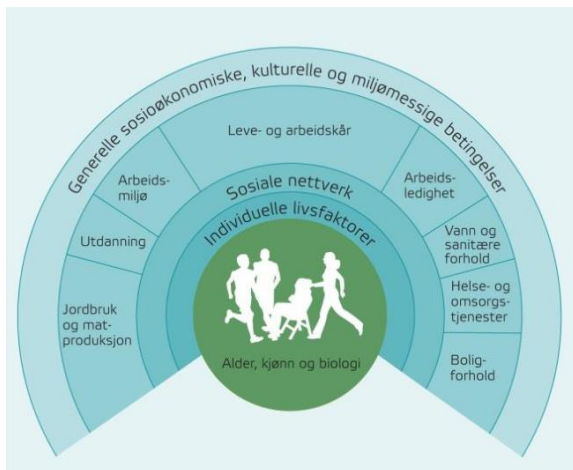 Generelle sosioøkonomiske, kulturelle og miljømessige betingelser
Leve- og arbeidskår
Arbeids-
miljø
Arbeids-
ledighet
Sosiale nettverk
Individuelle livsfaktorer
Utdanning
Vann og
sanitære
forhold
Jordbruk
og mat-
produksjon
Helse- og
omsorgs-
tjenester
Bolig-
forhold
Alder, kjønn og biologi